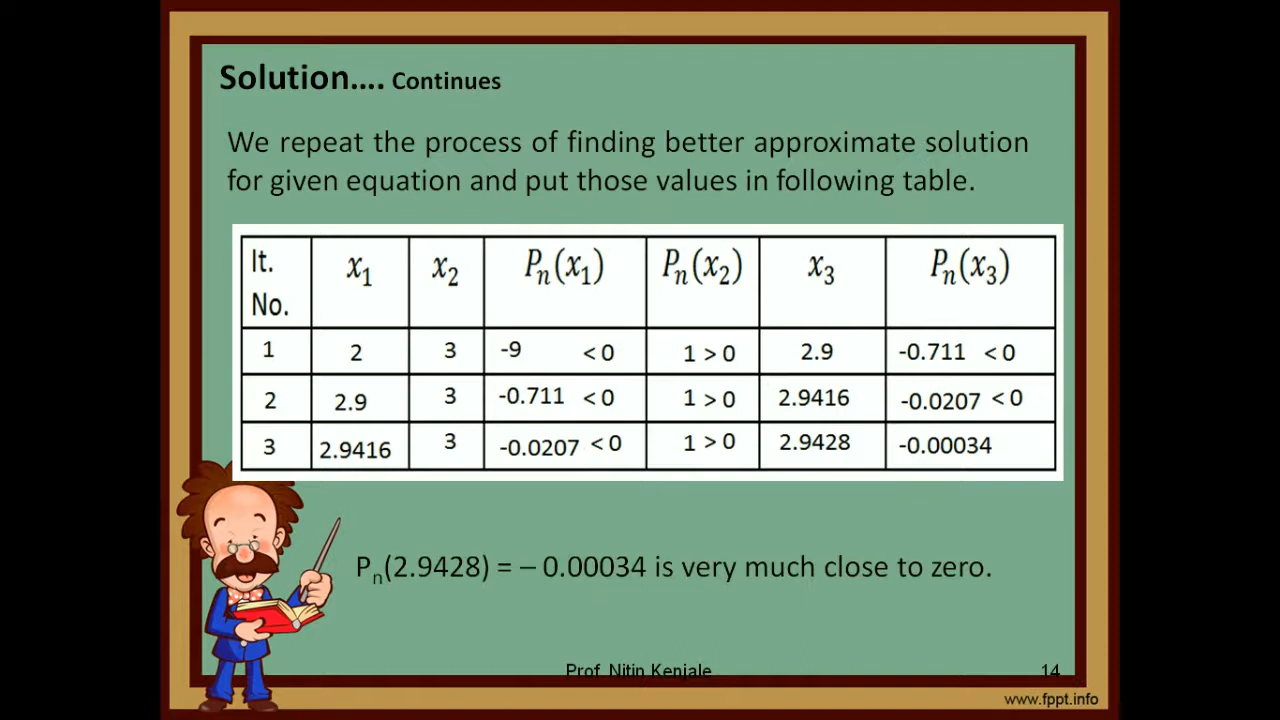 Solution.... Continues
We repeat the process of finding better approximate solution
for given equation and put those values in following table.
It. No. x₁ x₂ Pₙ(x₁) Pₙ(x₂) x₃ Pₙ(x₃)
1 2 3 -9 < 0 1 > 0 2.9 -0.711 < 0
2 2.9 3 -0.711 < 0 1 > 0 2.9416 -0.0207 < 0
3 2.9416 3 -0.0207 < 0 1 > 0 2.9428 -0.00034
Pₙ(2.9428) = – 0.00034 is very much close to zero.
Prof. Nitin Kenjale 14
www.fppt.info